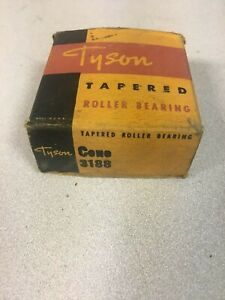 Tyson
TAPERED
ROLLER BEARING
TAPERED ROLLER BEARING
Tyson Cone
3188